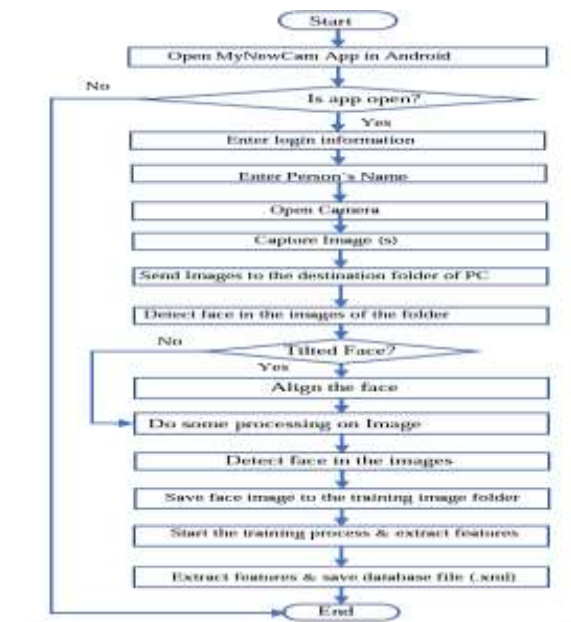 Start
Open MyNewCam App in Android
No
Is app open?
Yes
Enter login information
Enter Person's Name
Open Camera
Capture Image (s)
Send Images to the destination folder of PC
Detect face in the images of the folder
No
Tilted Face?
Yes
Align the face
Do some processing on Image
Detect face in the images
Save face image to the training image folder
Start the training process & extract features
Extract features & save database file (.xml)
End